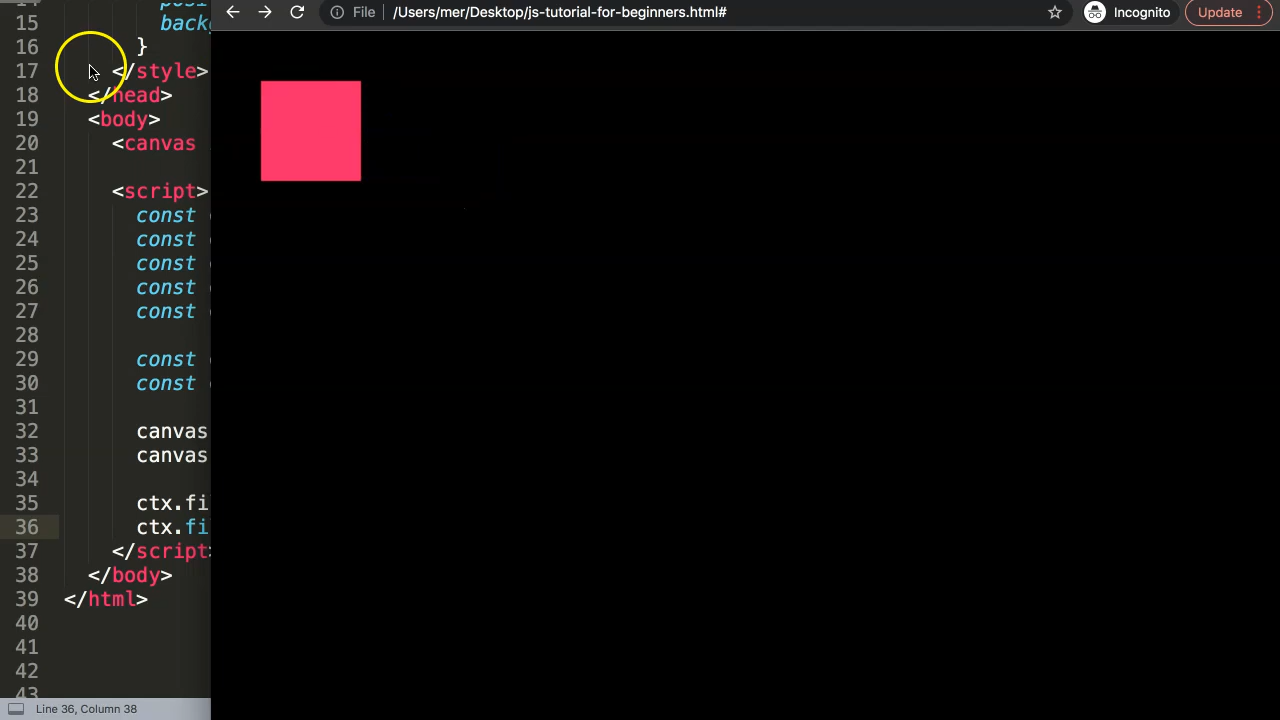 File /Users/mer/Desktop/js-tutorial-for-beginners.html# Incognito Update
15
16 }
17 </style>
18 </head>
19 <body>
20 <canvas
21
22 <script>
23 const
24 const
25 const
26 const
27 const
28
29 const
30 const
31
32 canvas
33 canvas
34
35 ctx.fi
36 ctx.fi
37 </script>
38 </body>
39 </html>
40
41
42
43
Line 36, Column 38